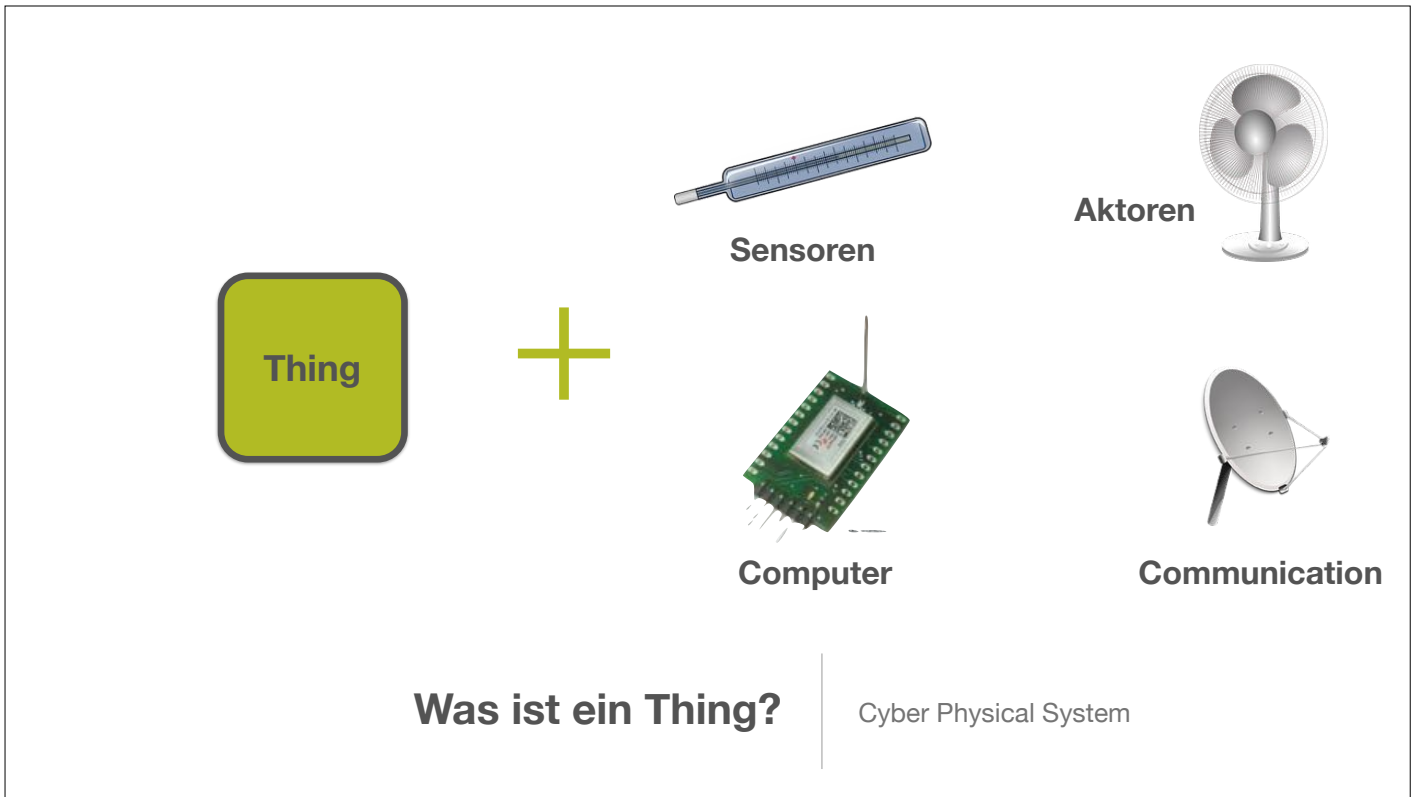 Aktoren
Sensoren
Thing
Computer
Communication
Was ist ein Thing?
Cyber Physical System